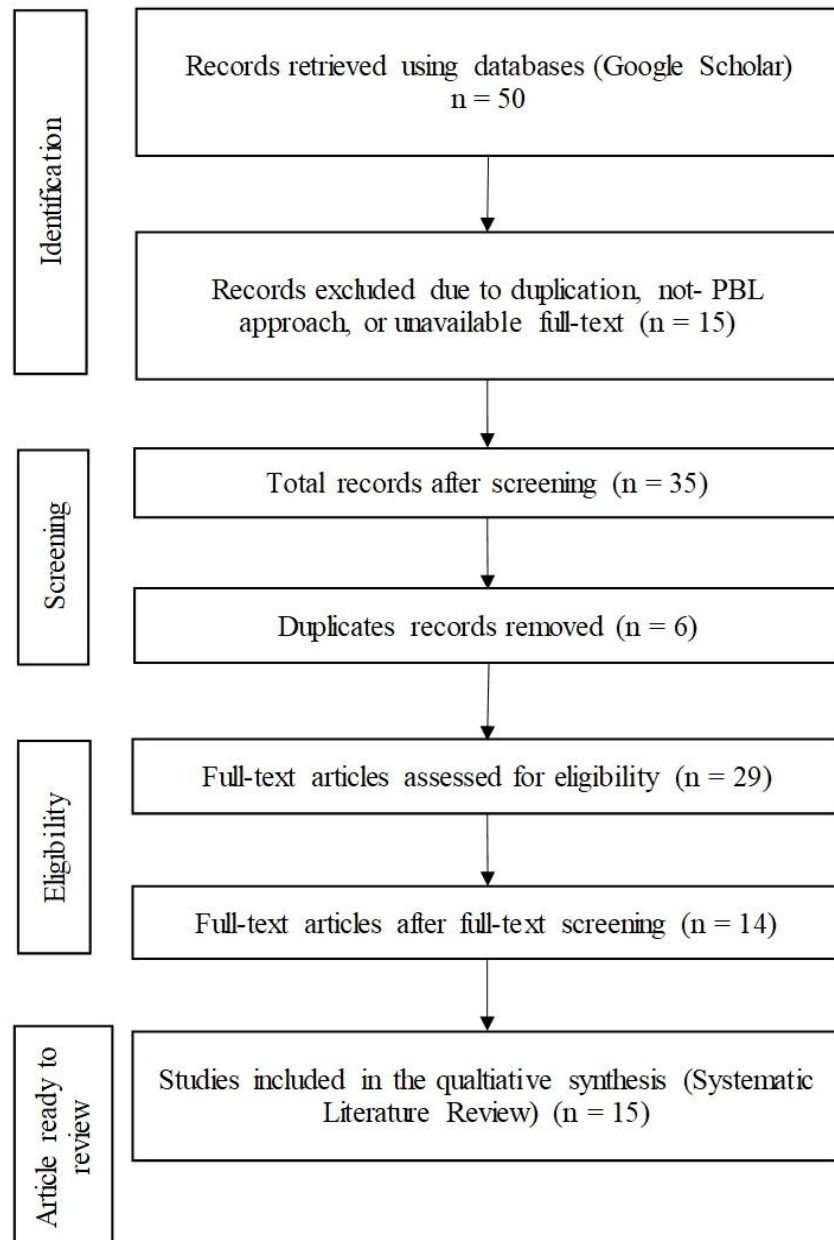 Identification
Records retrieved using databases (Google Scholar)
n = 50
Records excluded due to duplication, not- PBL
approach, or unavailable full-text (n = 15)
Screening
Total records after screening (n = 35)
Duplicates records removed (n = 6)
Eligibility
Full-text articles assessed for eligibility (n = 29)
Full-text articles after full-text screening (n = 14)
Article ready to
review
Studies included in the qualtiative synthesis (Systematic
Literature Review) (n = 15)